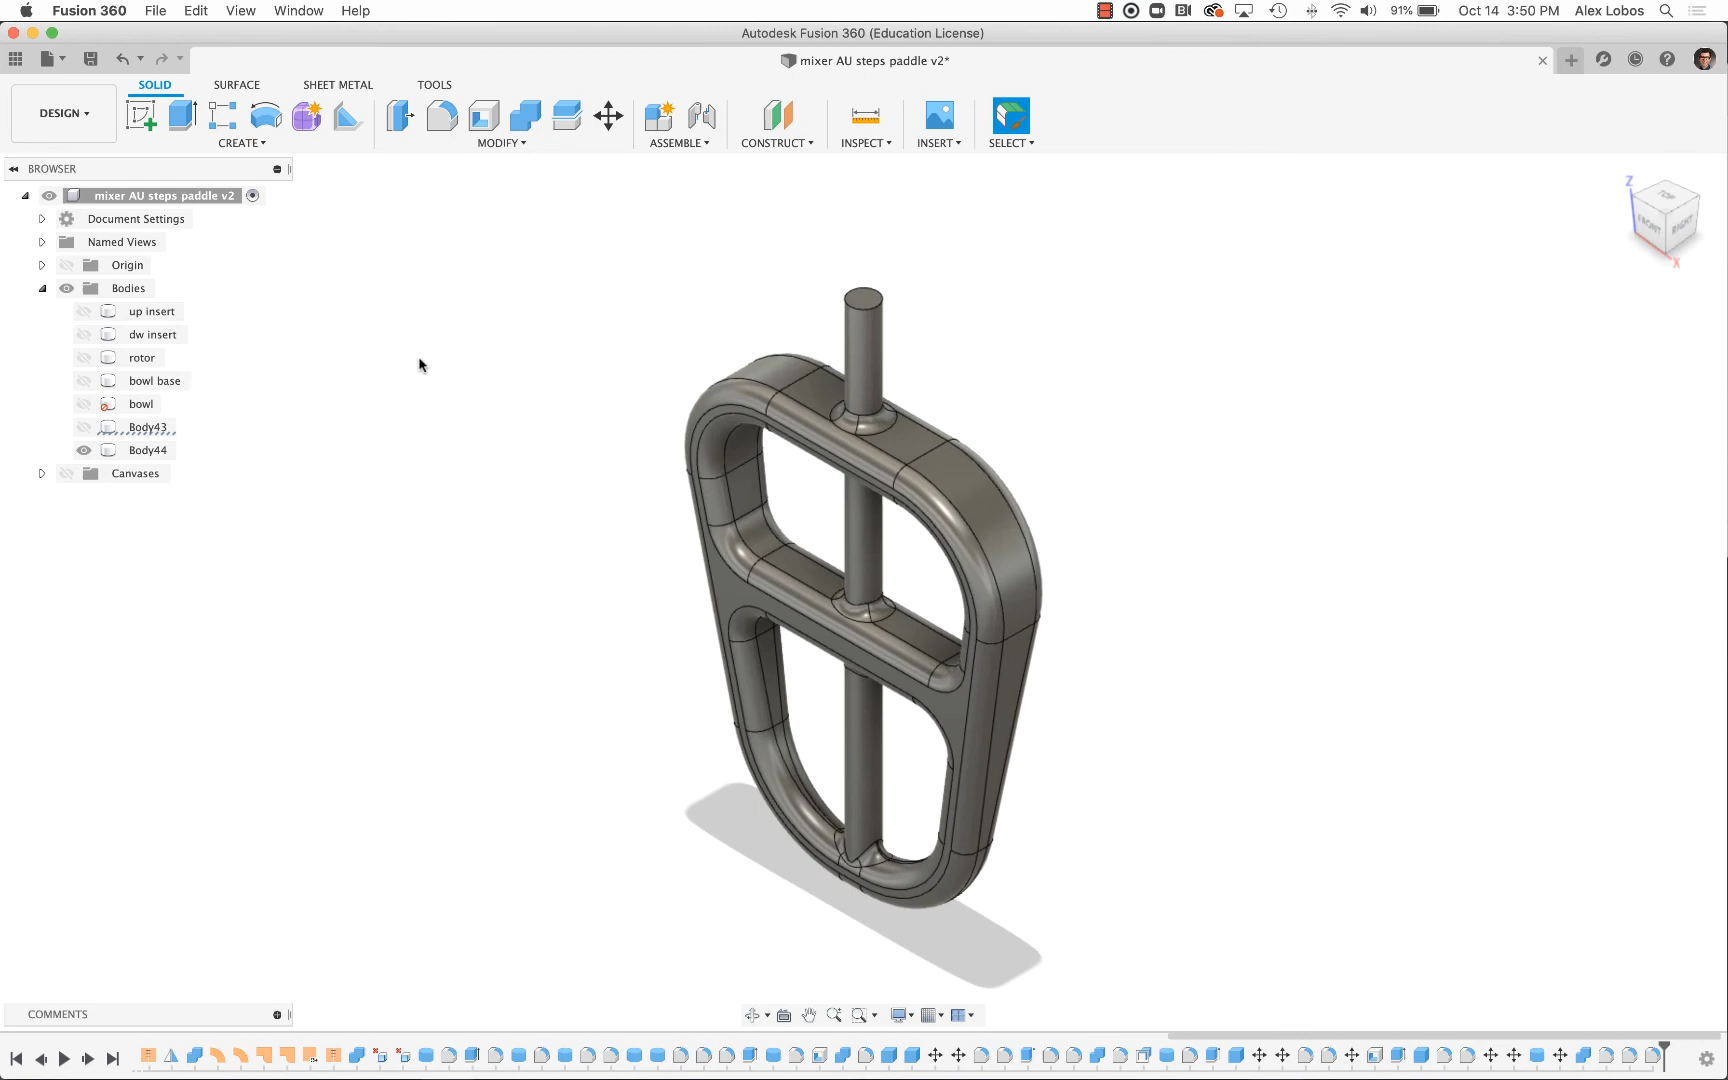 Fusion 360 File Edit View Window Help 91% Oct 14 3:50 PM Alex Lobos
Autodesk Fusion 360 (Education License)
mixer AU steps paddle v2*
SOLID SURFACE SHEET METAL TOOLS
DESIGN
CREATE MODIFY ASSEMBLE CONSTRUCT INSPECT INSERT SELECT
BROWSER
mixer AU steps paddle v2
Document Settings
Named Views
Origin
Bodies
up insert
dw insert
rotor
bowl base
bowl
Body43
Body44
Canvases
Z
TOP
FRONT RIGHT
X
COMMENTS